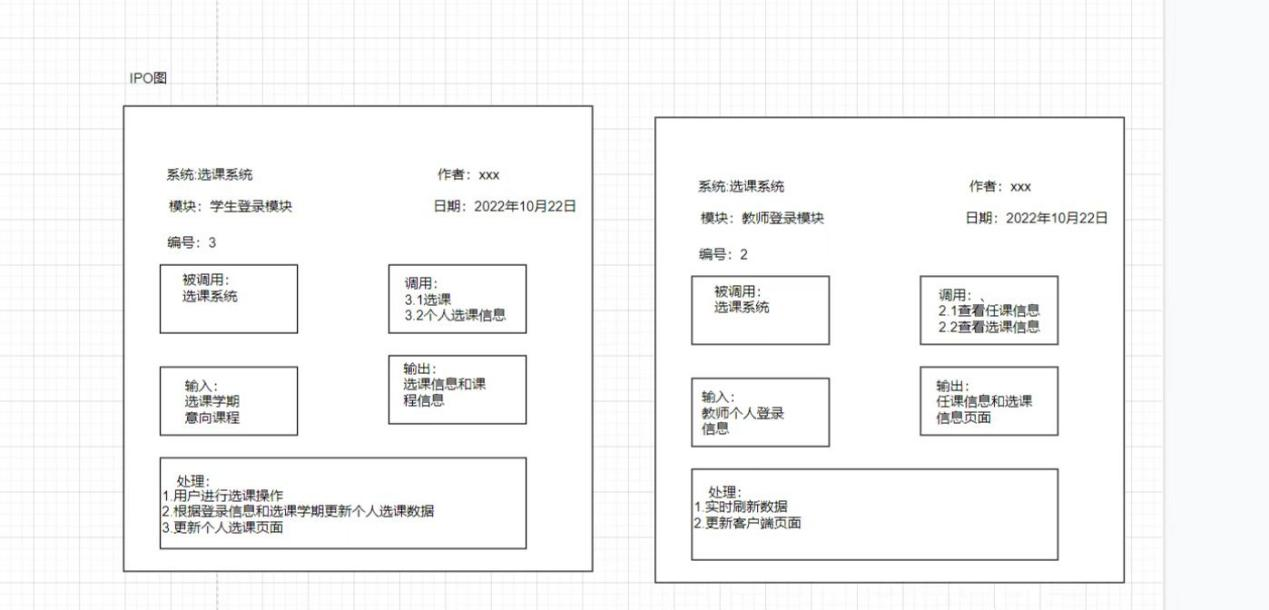 IPO图
系统:选课系统
作者：xxx
模块：学生登录模块
日期：2022年10月22日
编号：3
被调用：
选课系统
调用：
3.1选课
3.2个人选课信息
输入：
选课学期
意向课程
输出：
选课信息和课
程信息
处理：
1.用户进行选课操作
2.根据登录信息和选课学期更新个人选课数据
3.更新个人选课页面
系统:选课系统
作者：xxx
模块：教师登录模块
日期：2022年10月22日
编号：2
被调用：
选课系统
调用：、
2.1查看任课信息
2.2查看选课信息
输入：
教师个人登录
信息
输出：
任课信息和选课
信息页面
处理：
1.实时刷新数据
2.更新客户端页面